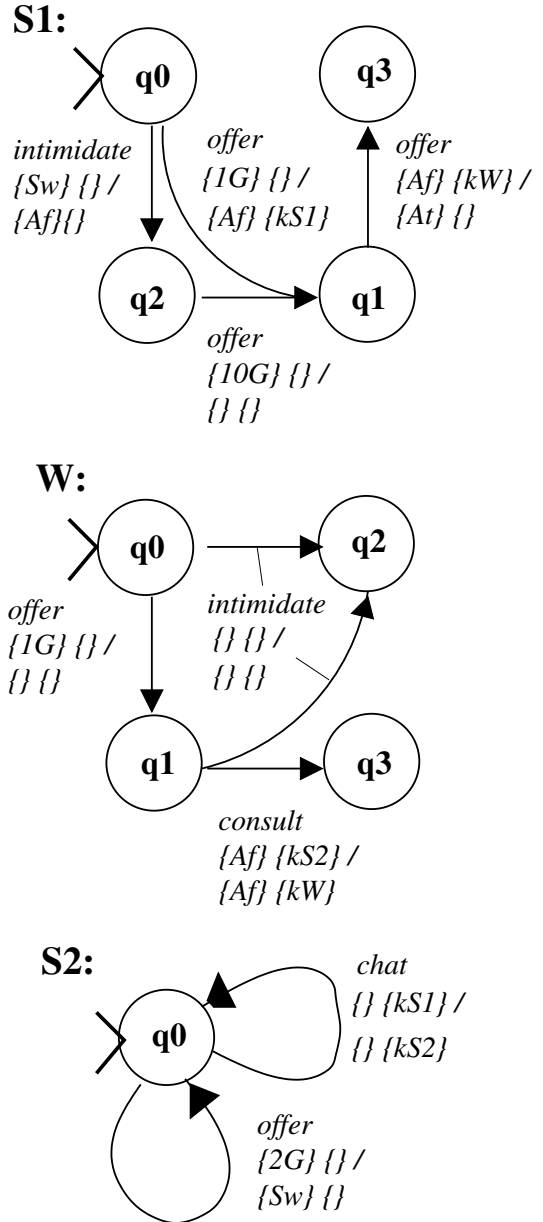 S1:
q0
q3
intimidate
{Sw} {} /
{Af}{}
offer
{1G} {} /
{Af} {kS1}
offer
{Af} {kW} /
{At} {}
q2
q1
offer
{10G} {} /
{} {}
W:
q0
q2
offer
{1G} {} /
{} {}
intimidate
{} {} /
{} {}
q1
q3
consult
{Af} {kS2} /
{Af} {kW}
S2:
q0
chat
{} {kS1} /
{} {kS2}
offer
{2G} {} /
{Sw} {}